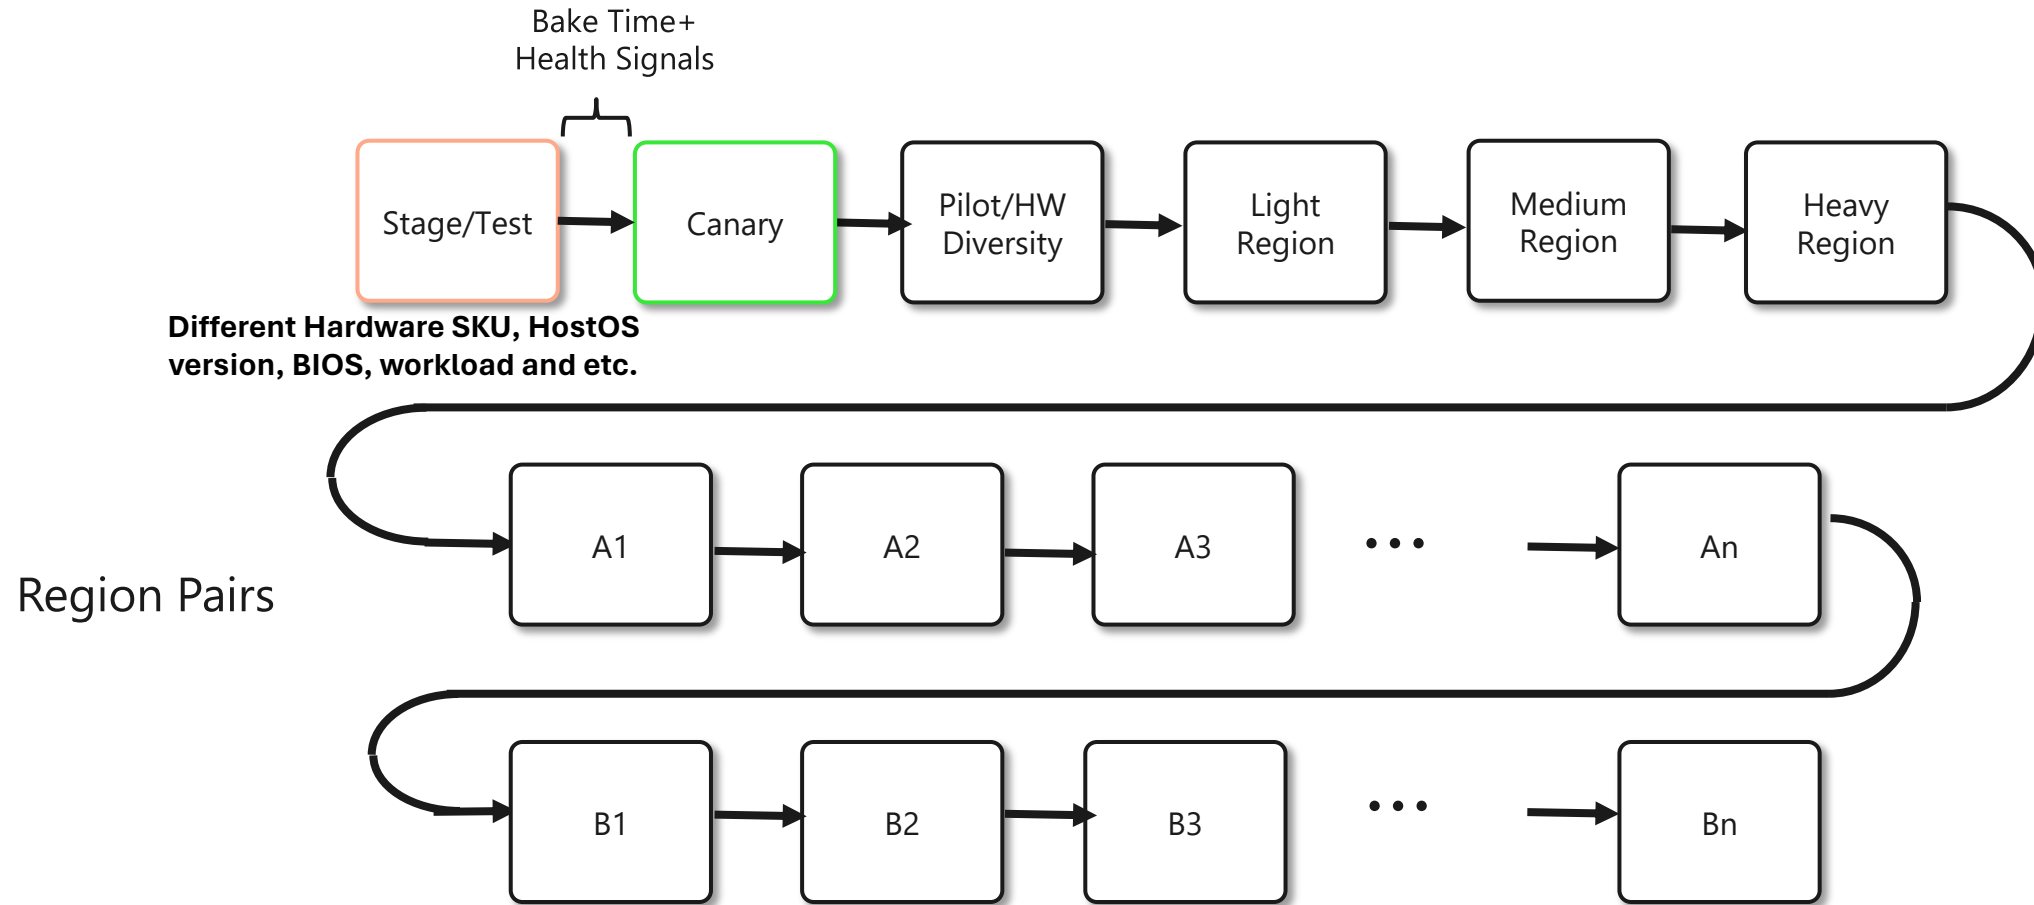 Bake Time+
Health Signals
Stage/Test
Canary
Pilot/HW
Diversity
Light
Region
Medium
Region
Heavy
Region
Different Hardware SKU, HostOS
version, BIOS, workload and etc.
Region Pairs
A1
A2
A3
...
An
B1
B2
B3
...
Bn